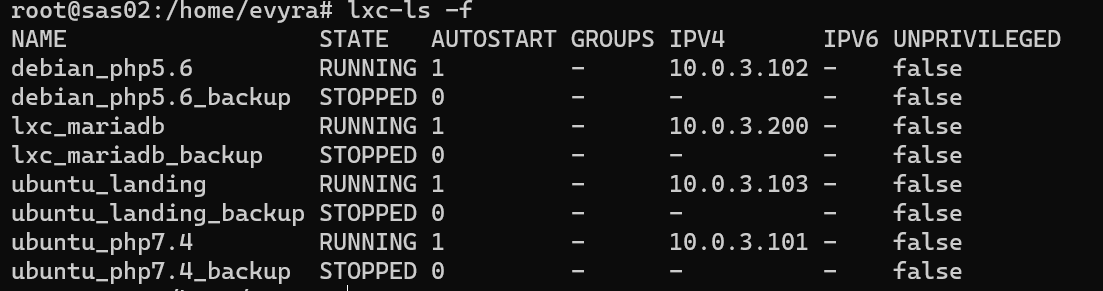 root@sas02:/home/evyra# lxc-ls -f
NAME                 STATE   AUTOSTART GROUPS IPV4       IPV6 UNPRIVILEGED
debian_php5.6        RUNNING 1         -      10.0.3.102 -    false
debian_php5.6_backup STOPPED 0         -      -          -    false
lxc_mariadb          RUNNING 1         -      10.0.3.200 -    false
lxc_mariadb_backup   STOPPED 0         -      -          -    false
ubuntu_landing       RUNNING 1         -      10.0.3.103 -    false
ubuntu_landing_backup STOPPED 0         -      -          -    false
ubuntu_php7.4        RUNNING 1         -      10.0.3.101 -    false
ubuntu_php7.4_backup STOPPED 0         -      -          -    false